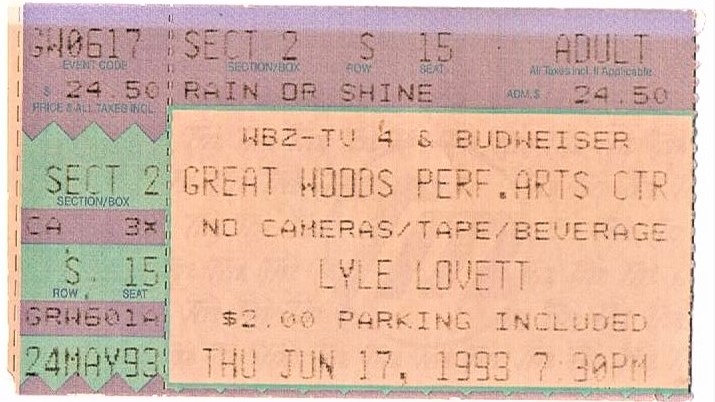 GW0617 SECT 2 S 15 ADULT
EVENT CODE SECTION/BOX ROW SEAT All Taxes Incl. If Applicable
$ 24.50 RAIN OR SHINE ADM.$ 24.50
PRICE & ALL TAXES INCL.
WBZ-TV 4 & BUDWEISER
SECT 2 GREAT WOODS PERF.ARTS CTR
SECTION/BOX
CA 3X NO CAMERAS/TAPE/BEVERAGE
S 15 LYLE LOVETT
ROW SEAT
GRW601A $2.00 PARKING INCLUDED
24MAY93 THU JUN 17, 1993 7:30PM